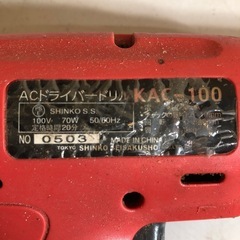 ACドライバードリル KAC-100
SHINKO S.S.
100V 70W 50/60Hz
定格時間20分
NO 0503 MADE IN CHINA
TOKYO SHINKO SEISAKUSHO